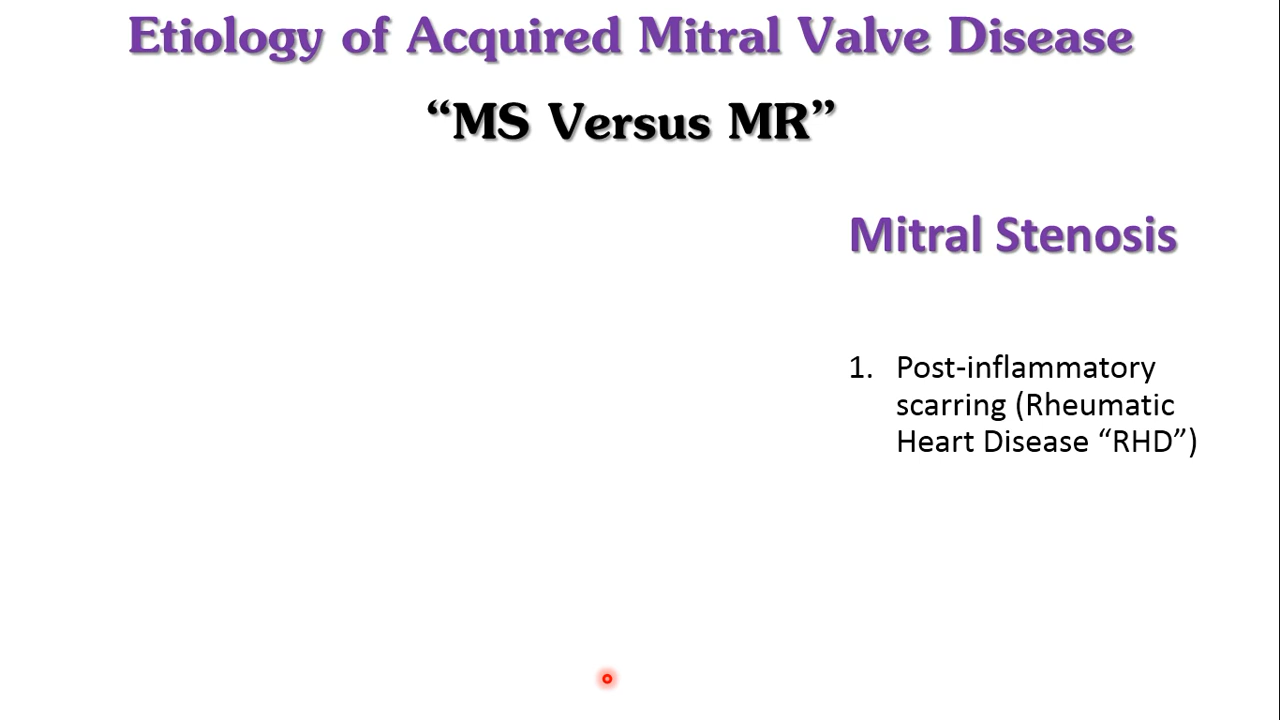 Etiology of Acquired Mitral Valve Disease
“MS Versus MR”
Mitral Stenosis
1. Post-inflammatory
scarring (Rheumatic
Heart Disease “RHD”)